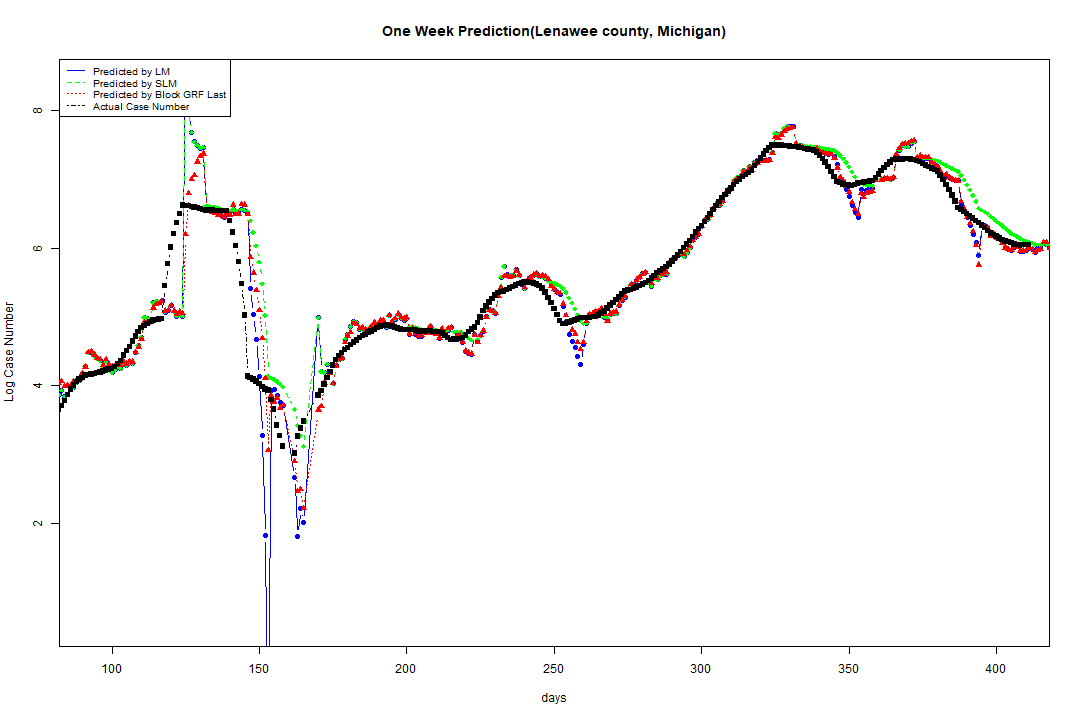 One Week Prediction(Lenawee county, Michigan)
Predicted by LM
Predicted by SLM
Predicted by Block GRF Last
Actual Case Number
8
6
4
2
Log Case Number
100 150 200 250 300 350 400
days